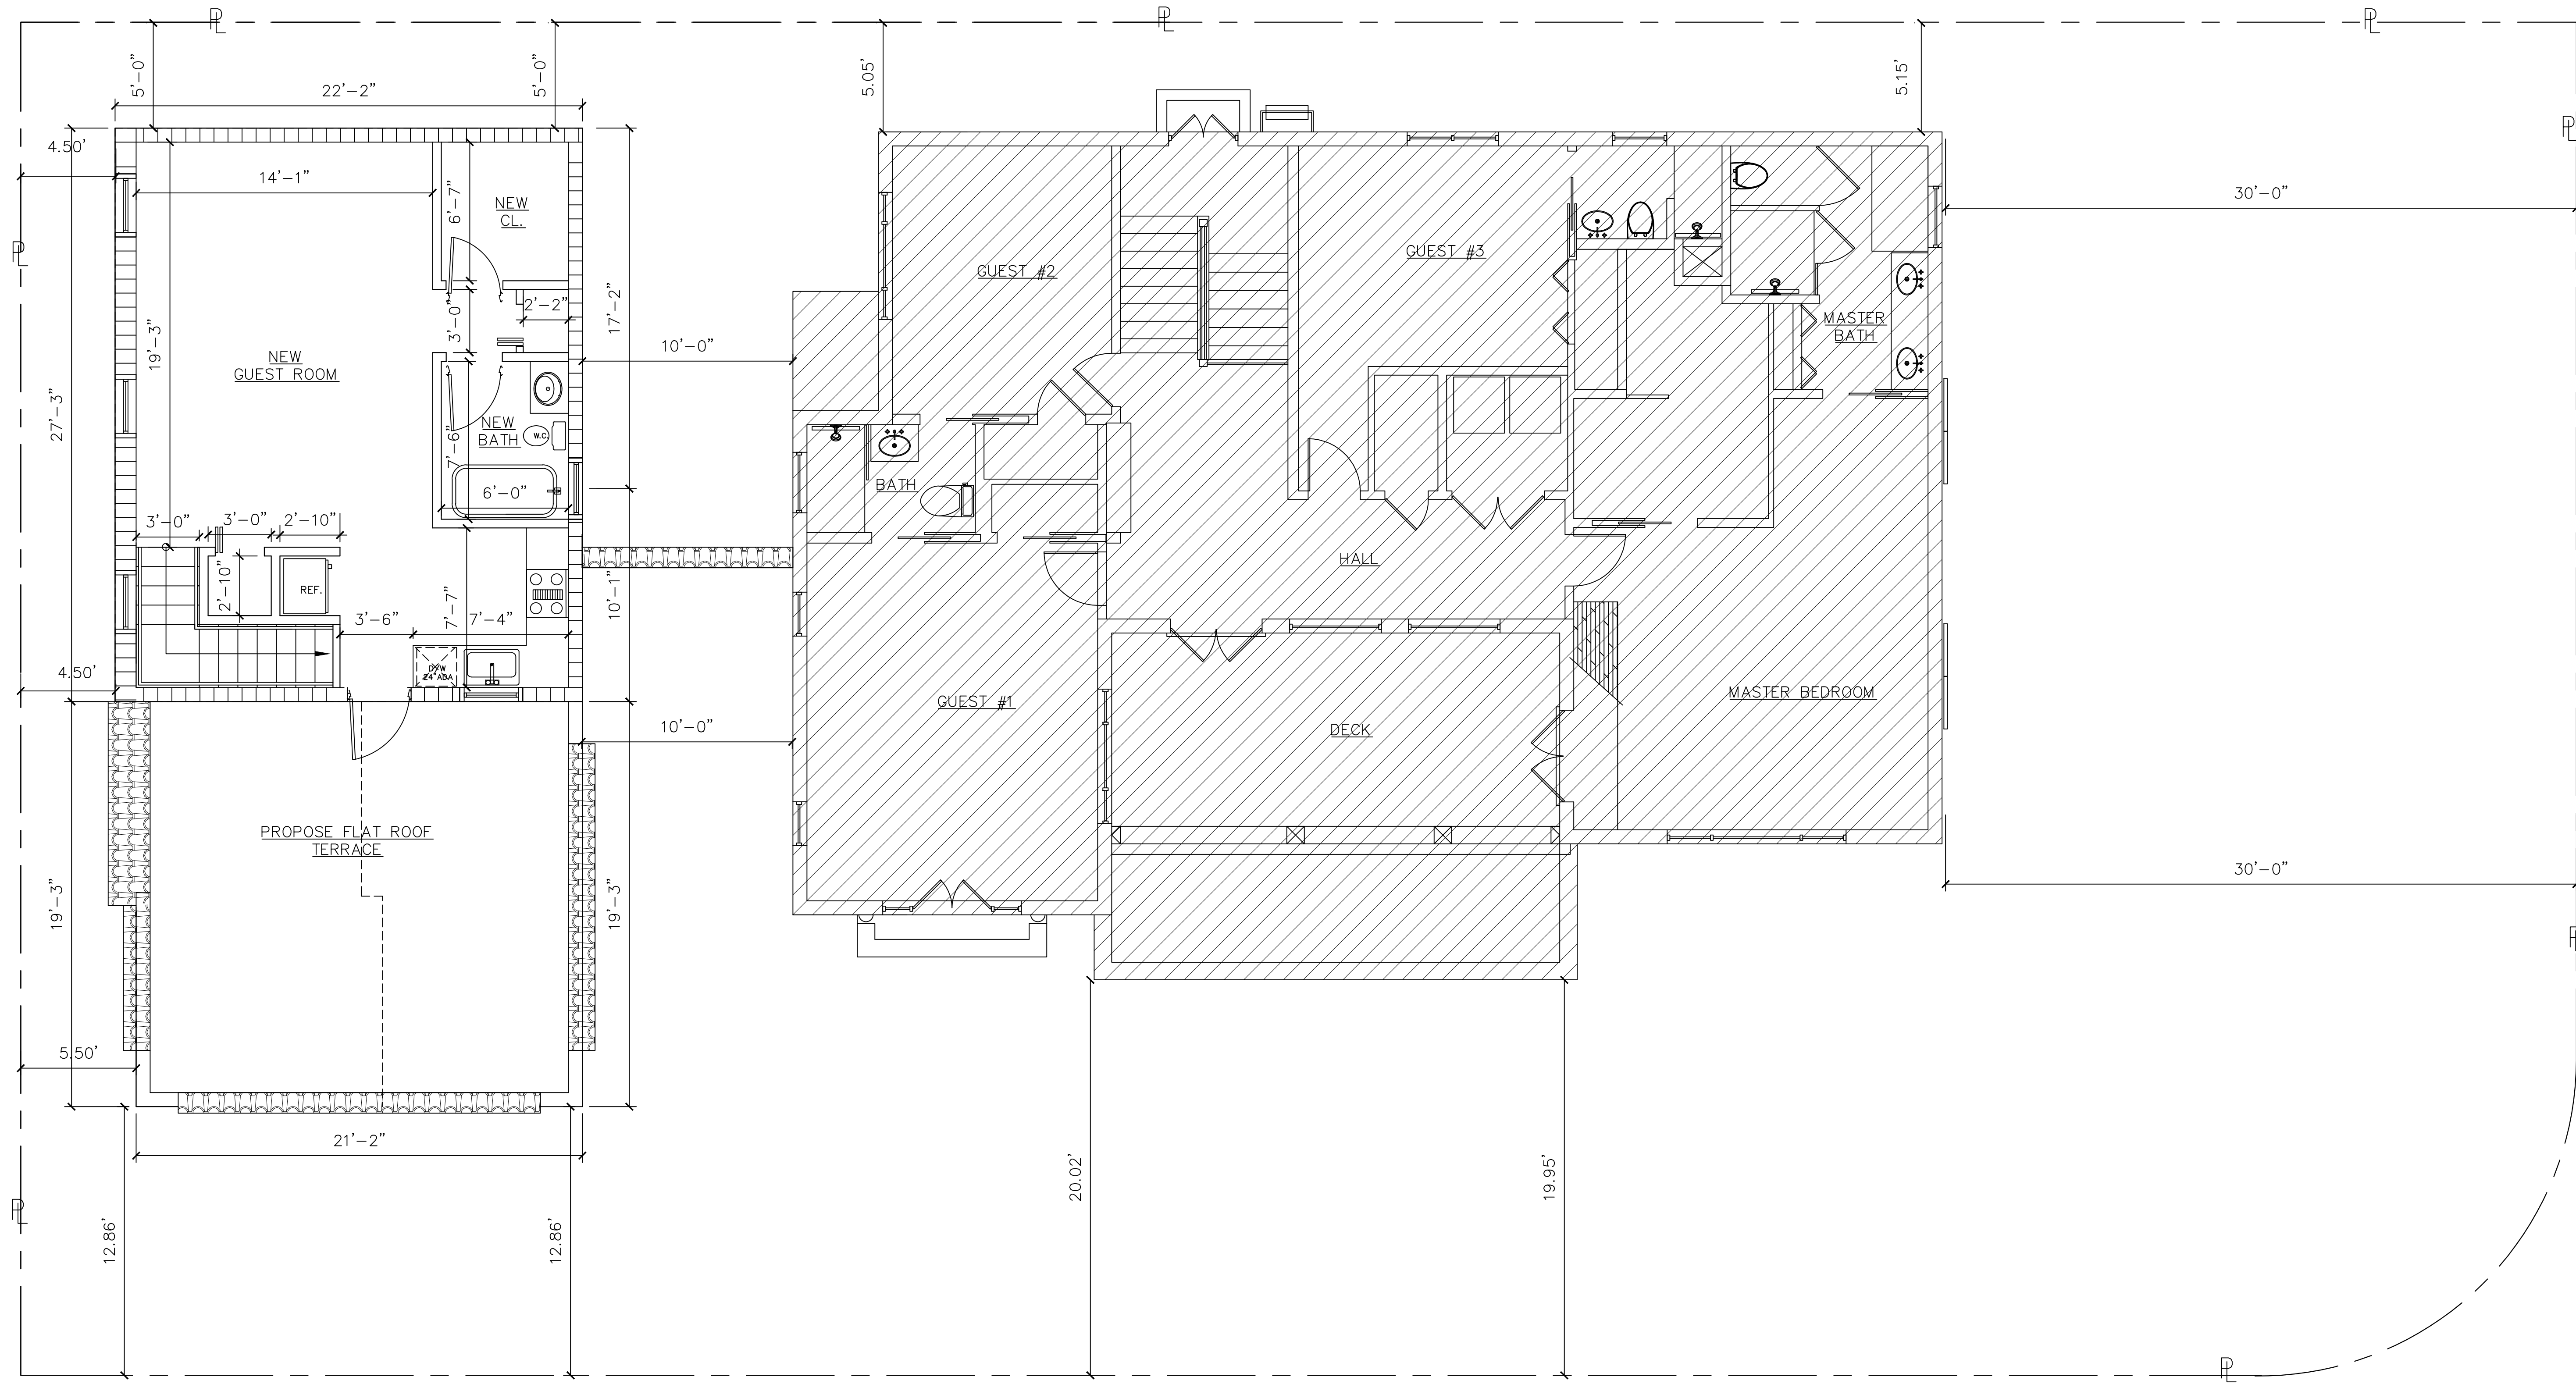 PL
PL
PL
5'-0"
5'-0"
5.05'
5.15'
22'-2"
PL
4.50'
14'-1"
6'-7"
NEW
CL.
30'-0"
PL
GUEST #2
GUEST #3
2'-2"
3'-0"
17'-2"
19'-3"
10'-0"
MASTER
BATH
NEW
GUEST ROOM
27'-3"
NEW
BATH
W.C.
7'-6"
6'-0"
BATH
3'-0"
3'-0"
2'-10"
HALL
2'-10"
REF.
10'-1"
3'-6"
7'-7"
7'-4"
4.50'
D/W
24" ADA
MASTER BEDROOM
GUEST #1
10'-0"
DECK
PROPOSE FLAT ROOF
TERRACE
30'-0"
19'-3"
19'-3"
PL
5.50'
21'-2"
20.02'
19.95'
PL
12.86'
12.86'
PL